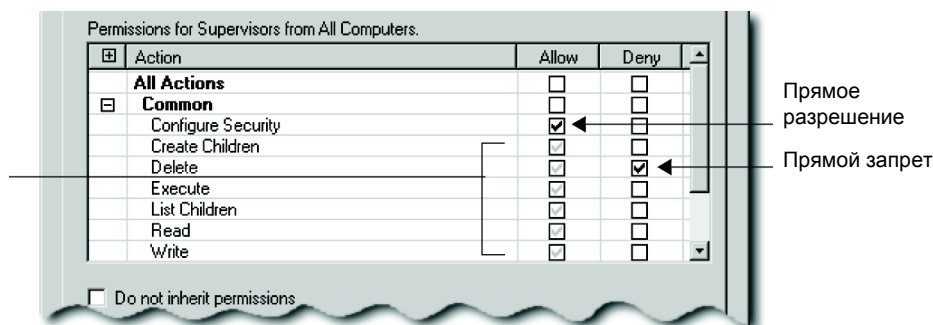 Permissions for Supervisors from All Computers.
Action Allow Deny
All Actions
Common
Configure Security
Create Children
Delete
Execute
List Children
Read
Write
Do not inherit permissions
Прямое
разрешение
Прямой запрет